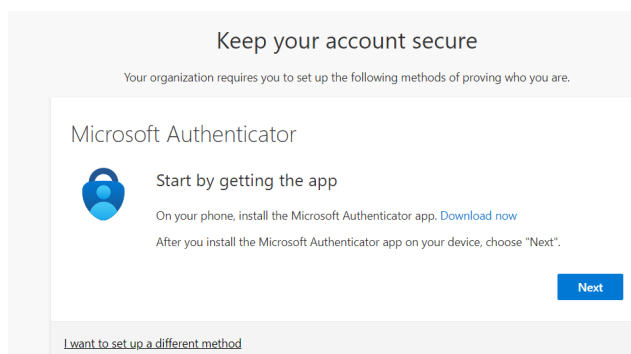 Keep your account secure
Your organization requires you to set up the following methods of proving who you are.
Microsoft Authenticator
Start by getting the app
On your phone, install the Microsoft Authenticator app. Download now
After you install the Microsoft Authenticator app on your device, choose "Next".
Next
I want to set up a different method